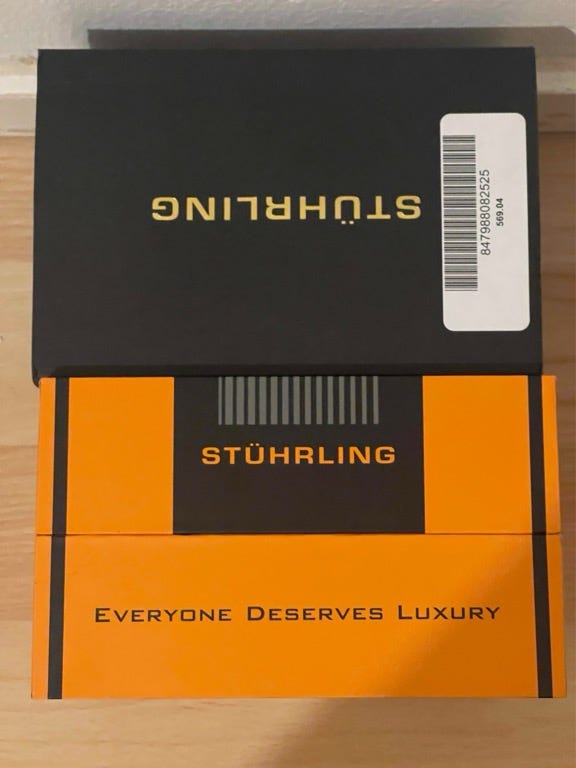 STÜHRLING
847988082525
569.04
STÜHRLING
EVERYONE DESERVES LUXURY